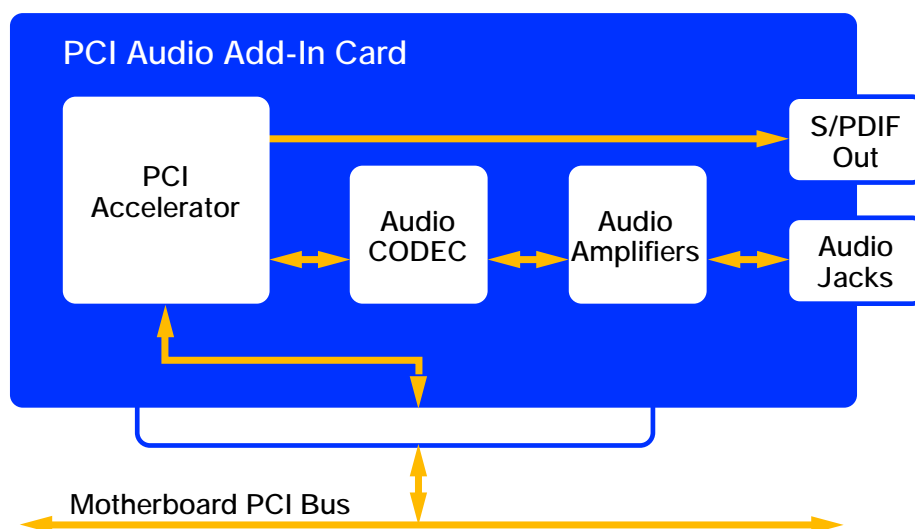 PCI Audio Add-In Card
S/PDIF
Out
PCI
Accelerator
Audio
CODEC
Audio
Amplifiers
Audio
Jacks
Motherboard PCI Bus